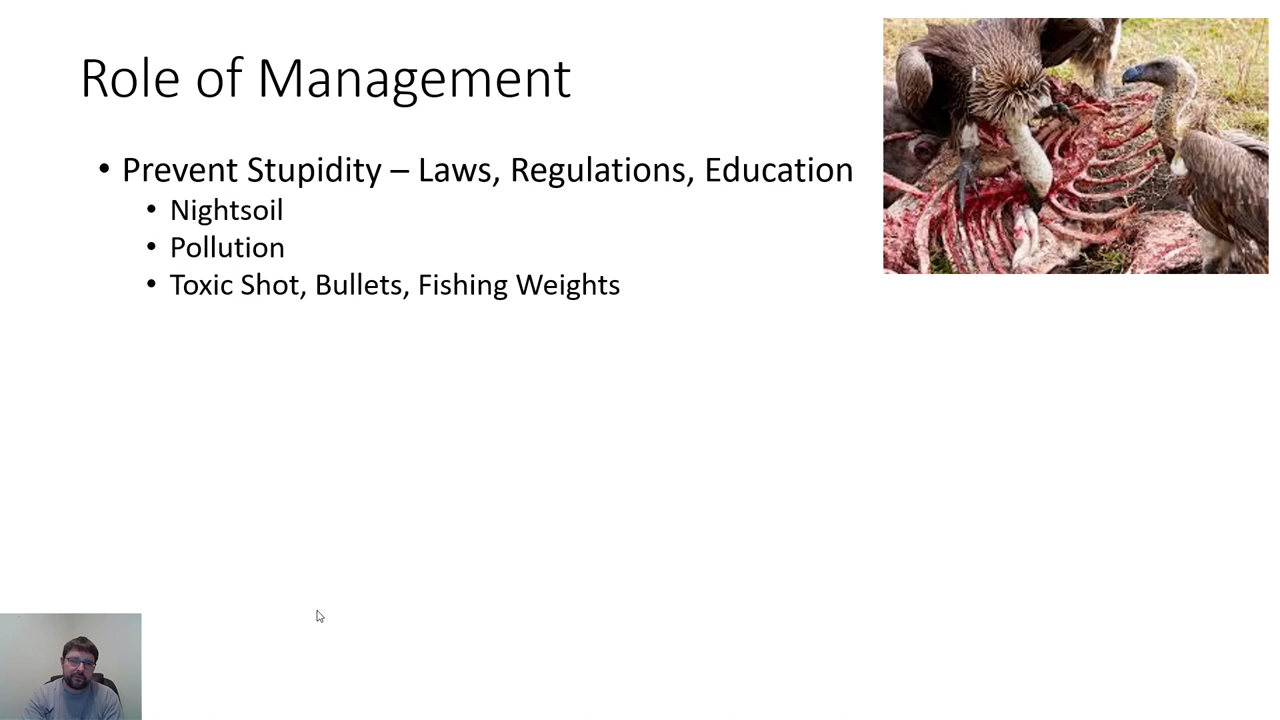 Role of Management
• Prevent Stupidity – Laws, Regulations, Education
• Nightsoil
• Pollution
• Toxic Shot, Bullets, Fishing Weights